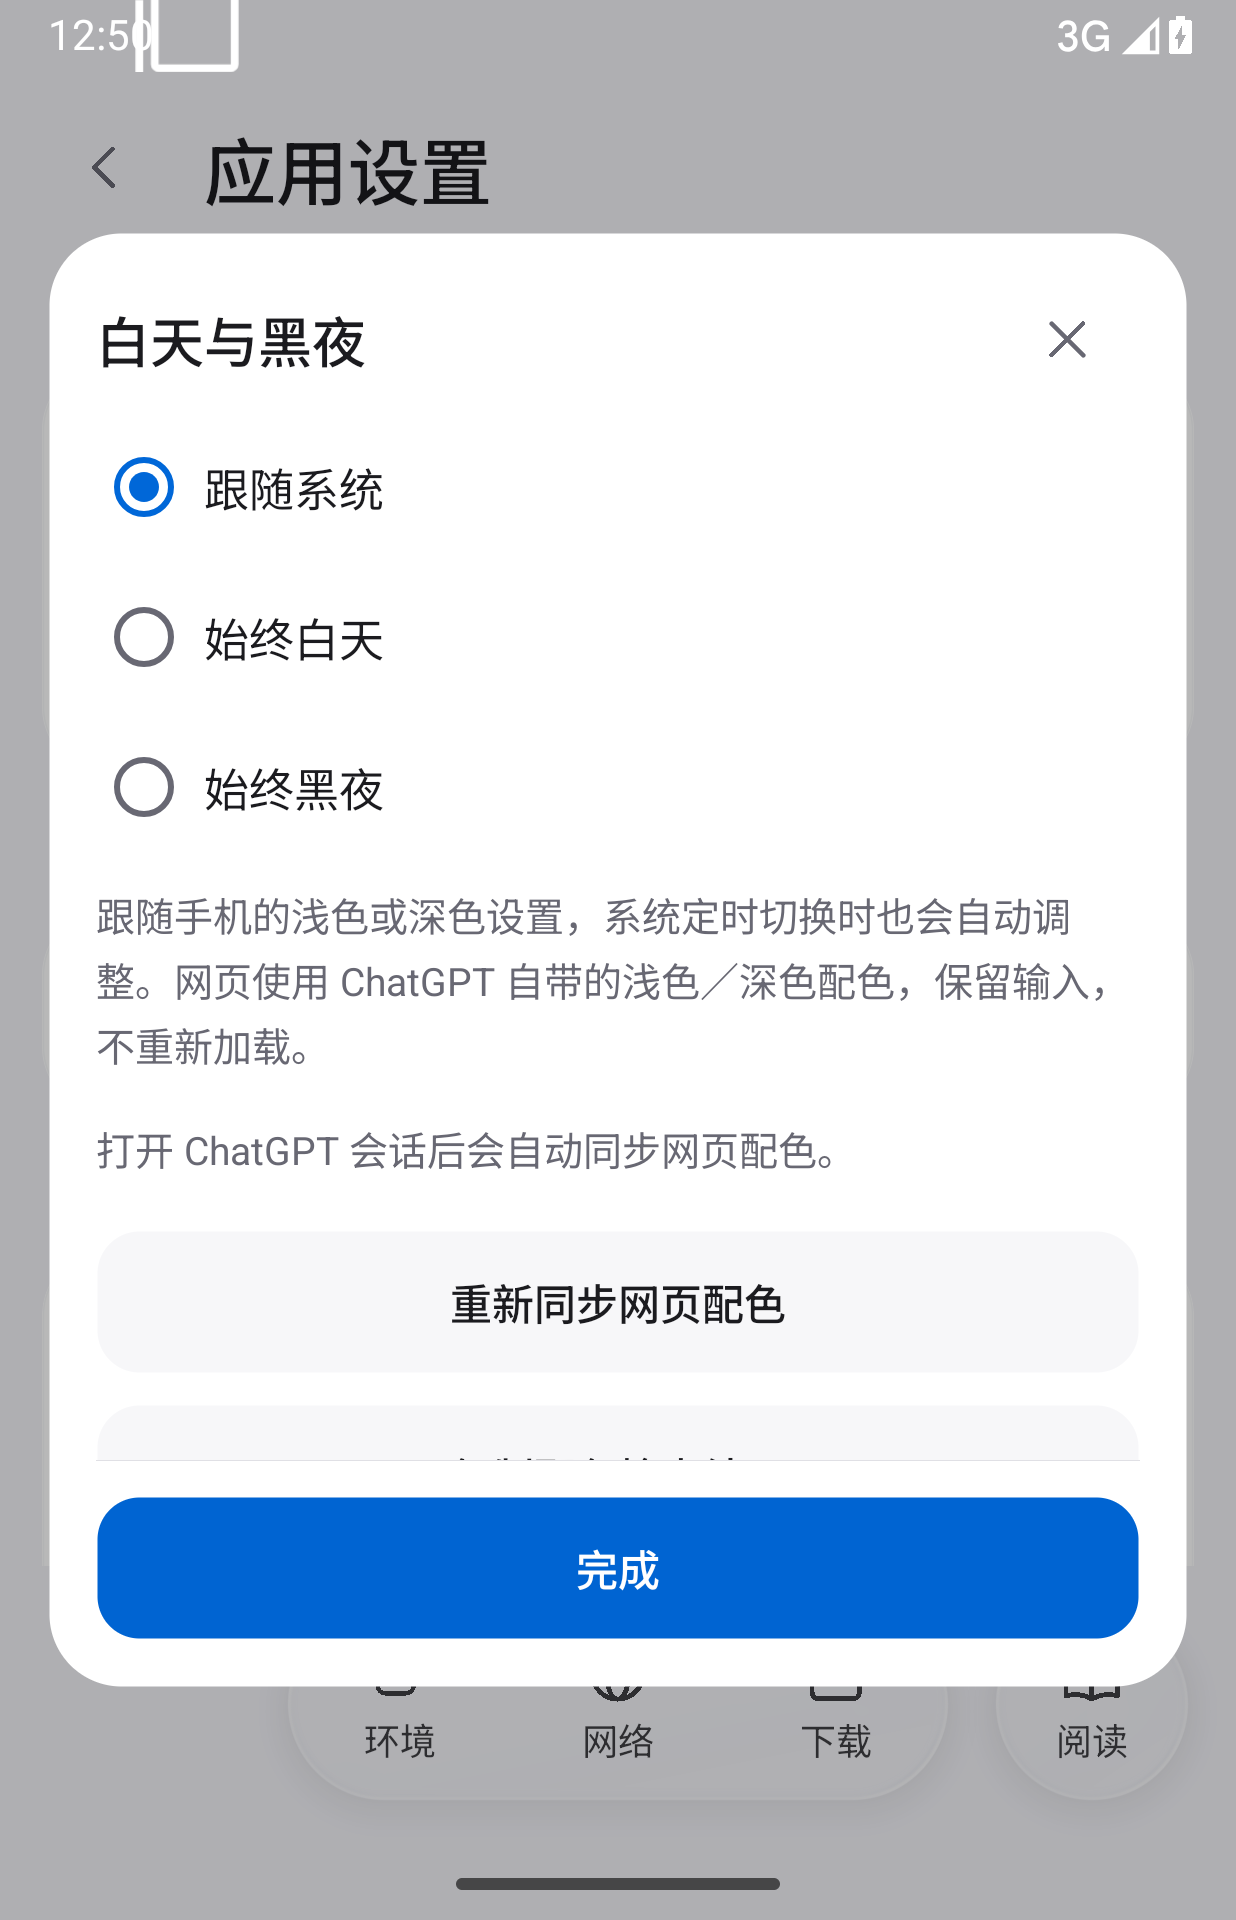 12:50
3G
应用设置
白天与黑夜
跟随系统
始终白天
始终黑夜
跟随手机的浅色或深色设置，系统定时切换时也会自动调
整。网页使用 ChatGPT 自带的浅色／深色配色，保留输入，
不重新加载。
打开 ChatGPT 会话后会自动同步网页配色。
重新同步网页配色
完成
环境
网络
下载
阅读